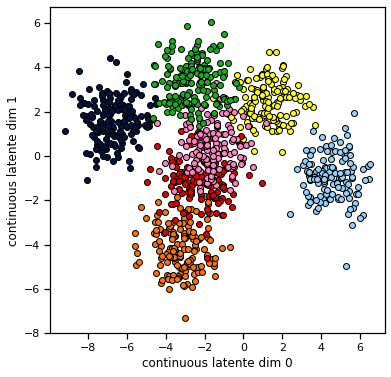 6
4
2
0
−2
−4
−6
−8
continuous latente dim 1
−8 −6 −4 −2 0 2 4 6
continuous latente dim 0